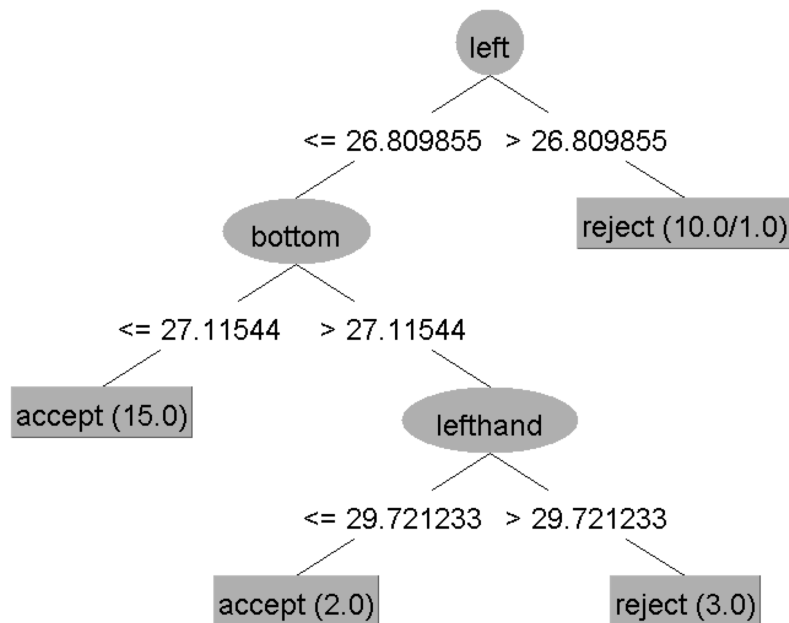 left
<= 26.809855 > 26.809855
bottom
reject (10.0/1.0)
<= 27.11544 > 27.11544
accept (15.0)
lefthand
<= 29.721233 > 29.721233
accept (2.0)
reject (3.0)